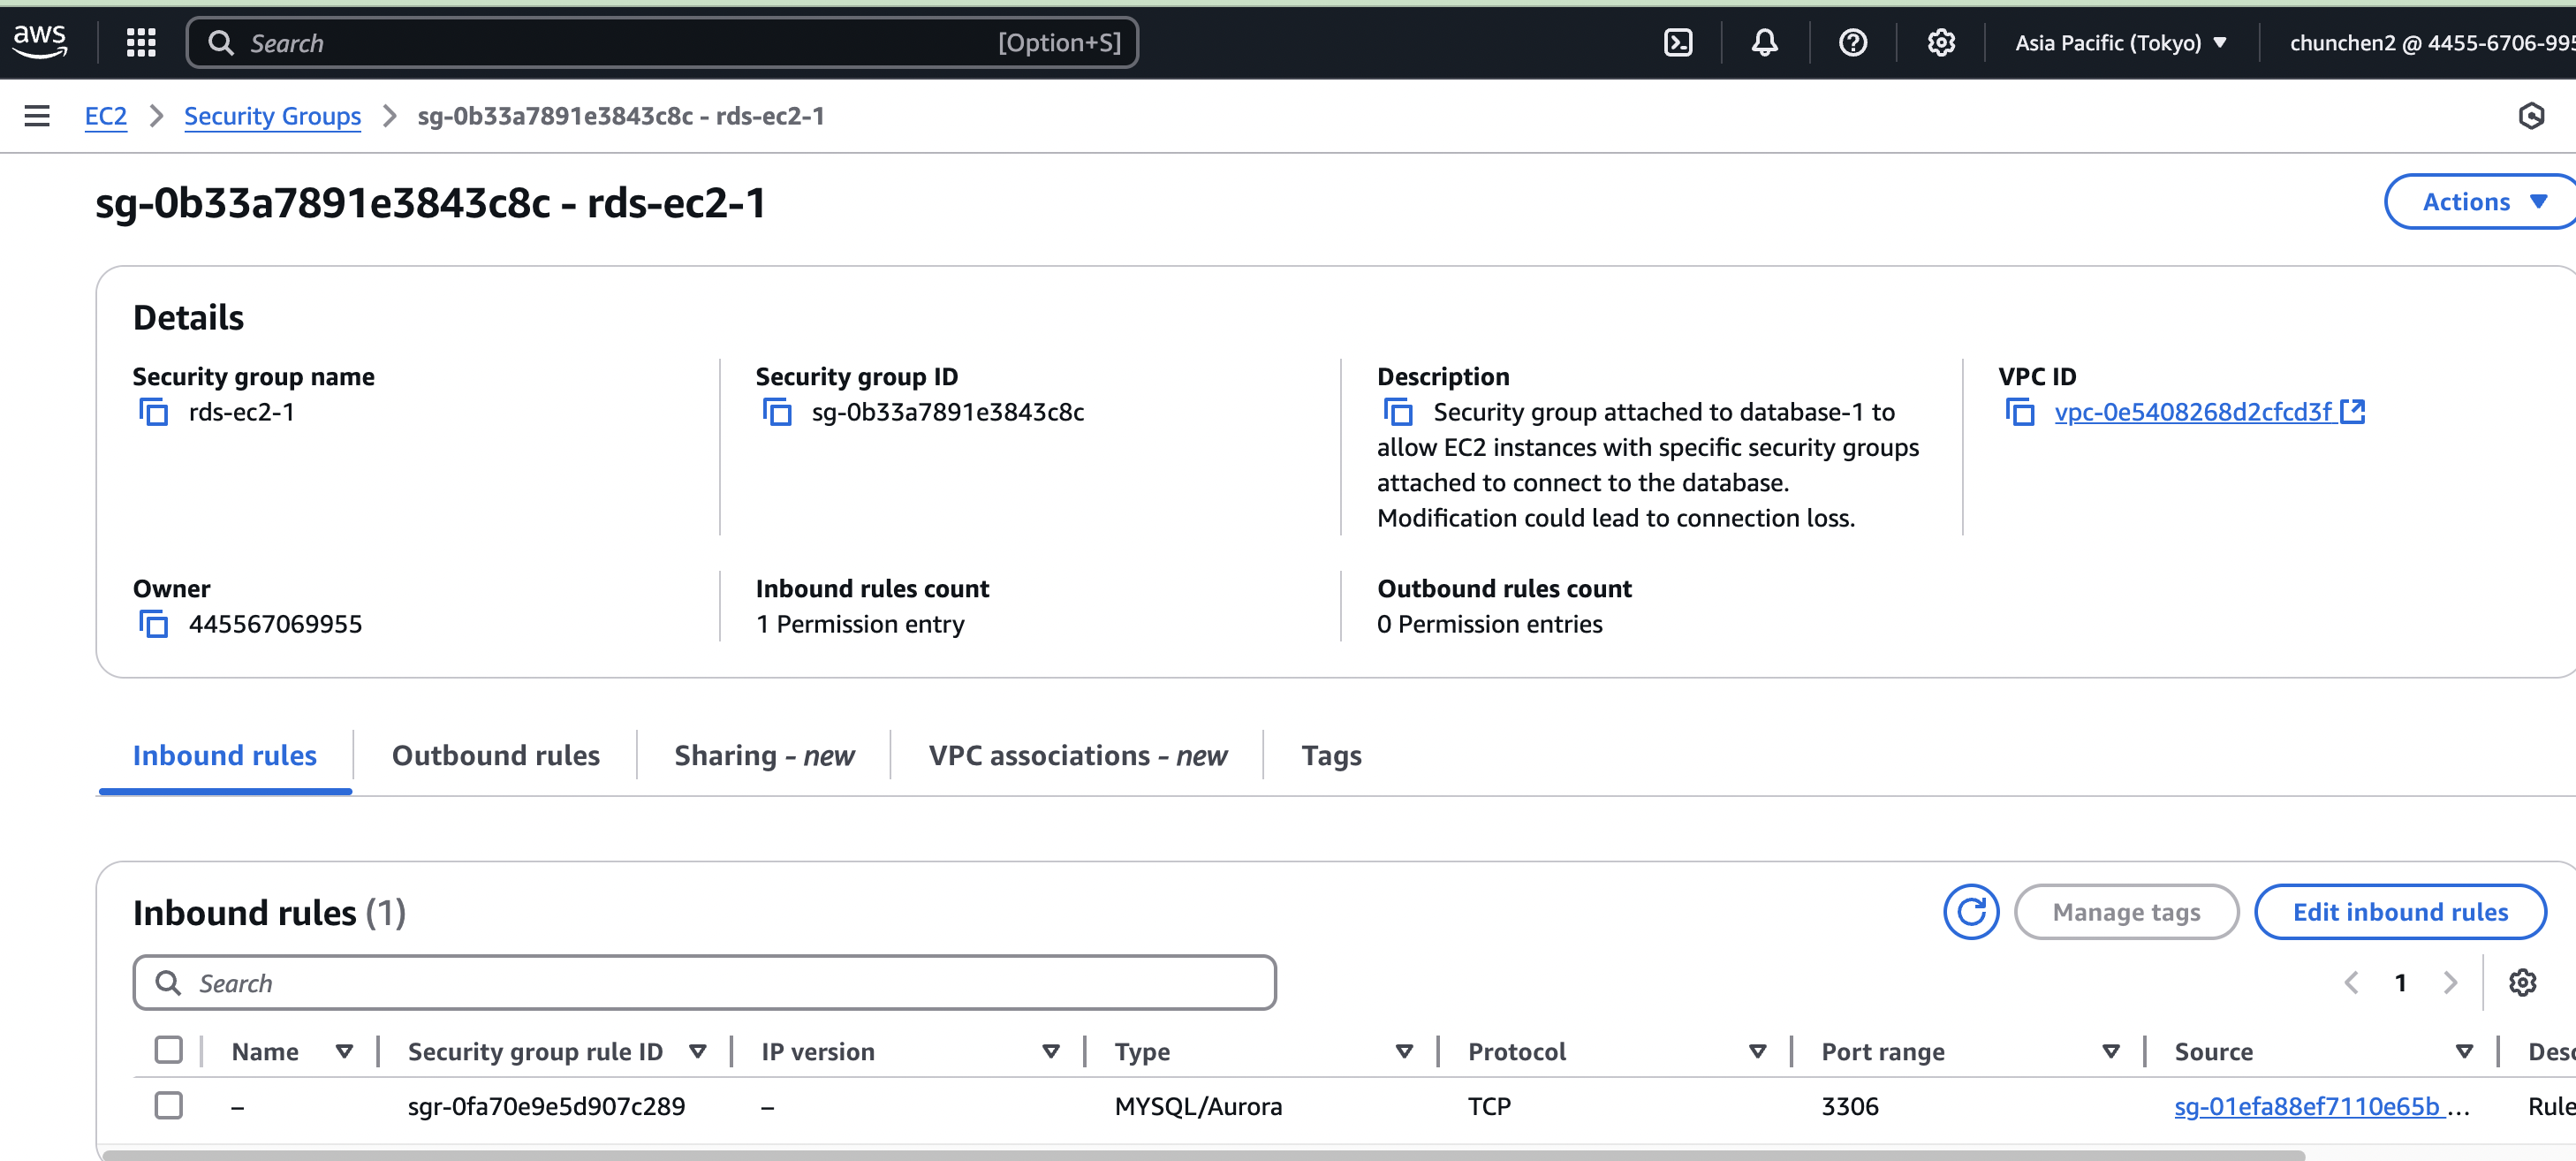 aws
Search [Option+S] Asia Pacific (Tokyo) chunchen2 @ 4455-6706-995
EC2 Security Groups sg-0b33a7891e3843c8c - rds-ec2-1
sg-0b33a7891e3843c8c - rds-ec2-1
Actions
Details
Security group name
rds-ec2-1
Security group ID
sg-0b33a7891e3843c8c
Description
Security group attached to database-1 to
allow EC2 instances with specific security groups
attached to connect to the database.
Modification could lead to connection loss.
VPC ID
vpc-0e5408268d2cfcd3f
Owner
445567069955
Inbound rules count
1 Permission entry
Outbound rules count
0 Permission entries
Inbound rules Outbound rules Sharing - new VPC associations - new Tags
Inbound rules (1)
Manage tags Edit inbound rules
Search
1
Name Security group rule ID IP version Type Protocol Port range Source Desc
– sgr-0fa70e9e5d907c289 – MYSQL/Aurora TCP 3306 sg-01efa88ef7110e65b ... Rule